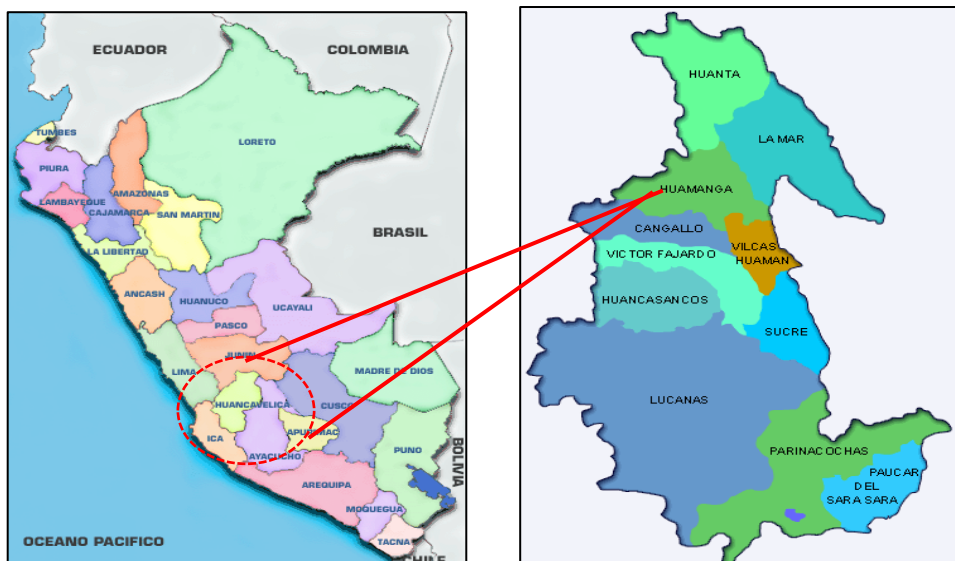 ECUADOR
COLOMBIA
TUMBES
LORETO
PIURA
AMAZONAS
LAMBAYEQUE
CAJAMARCA
SAN MARTIN
BRASIL
LA LIBERTAD
ANCASH
HUANUCO
UCAYALI
PASCO
JUNIN
LIMA
MADRE DE DIOS
HUANCAVELICA
CUSCO
ICA
APURIMAC
AYACUCHO
PUNO
BOLIVIA
AREQUIPA
MOQUEGUA
OCEANO PACIFICO
TACNA
CHILE
HUANTA
LA MAR
HUAMANGA
CANGALLO
VILCAS
HUAMAN
VICTOR FAJARDO
HUANCASANCOS
SUCRE
LUCANAS
PARINACOCHAS
PAUCAR
DEL
SARA SARA